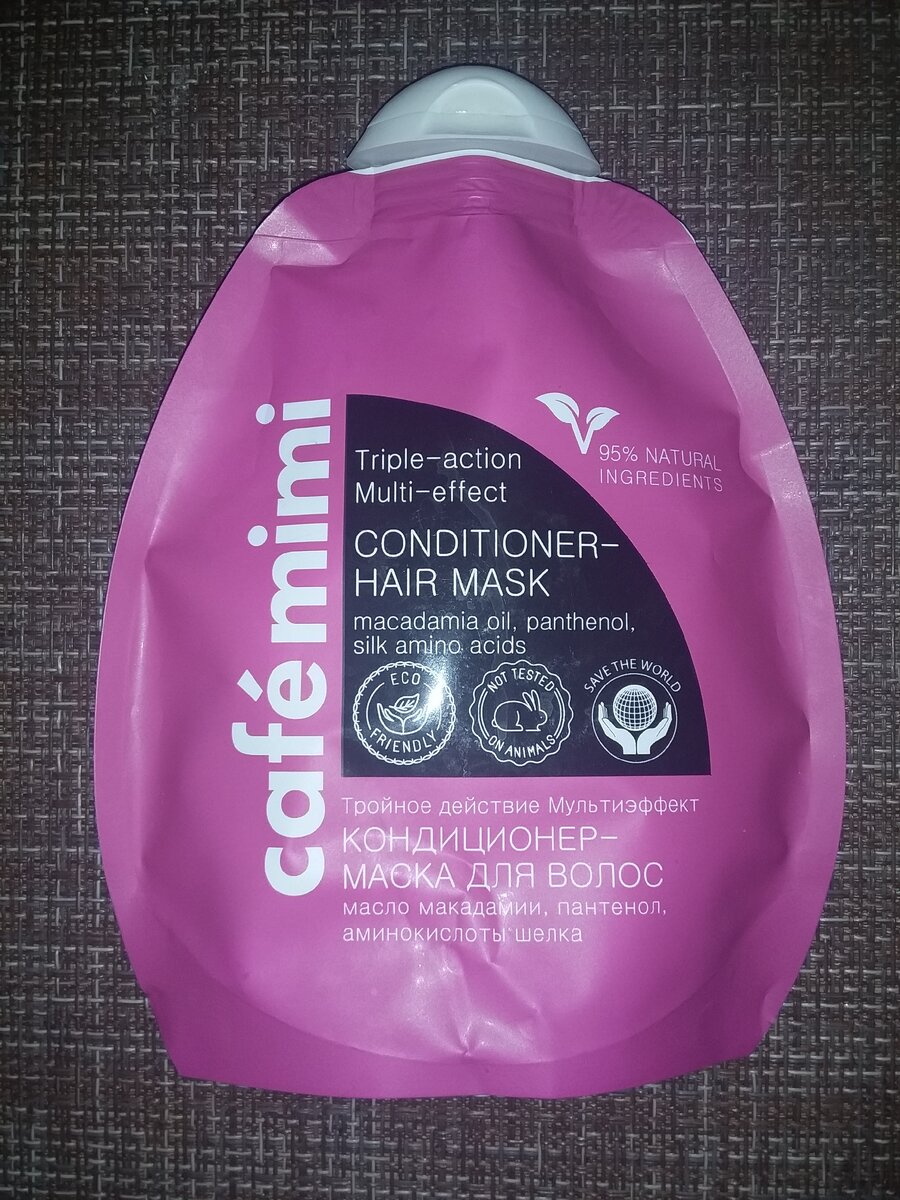 café mimi
95% NATURAL
INGREDIENTS
Triple-action
Multi-effect
CONDITIONER-
HAIR MASK
macadamia oil, panthenol,
silk amino acids
ECO
FRIENDLY
NOT TESTED
ON ANIMALS
SAVE THE WORLD
Тройное действие Мультиэффект
КОНДИЦИОНЕР-
МАСКА ДЛЯ ВОЛОС
масло макадамии, пантенол,
аминокислоты шелка